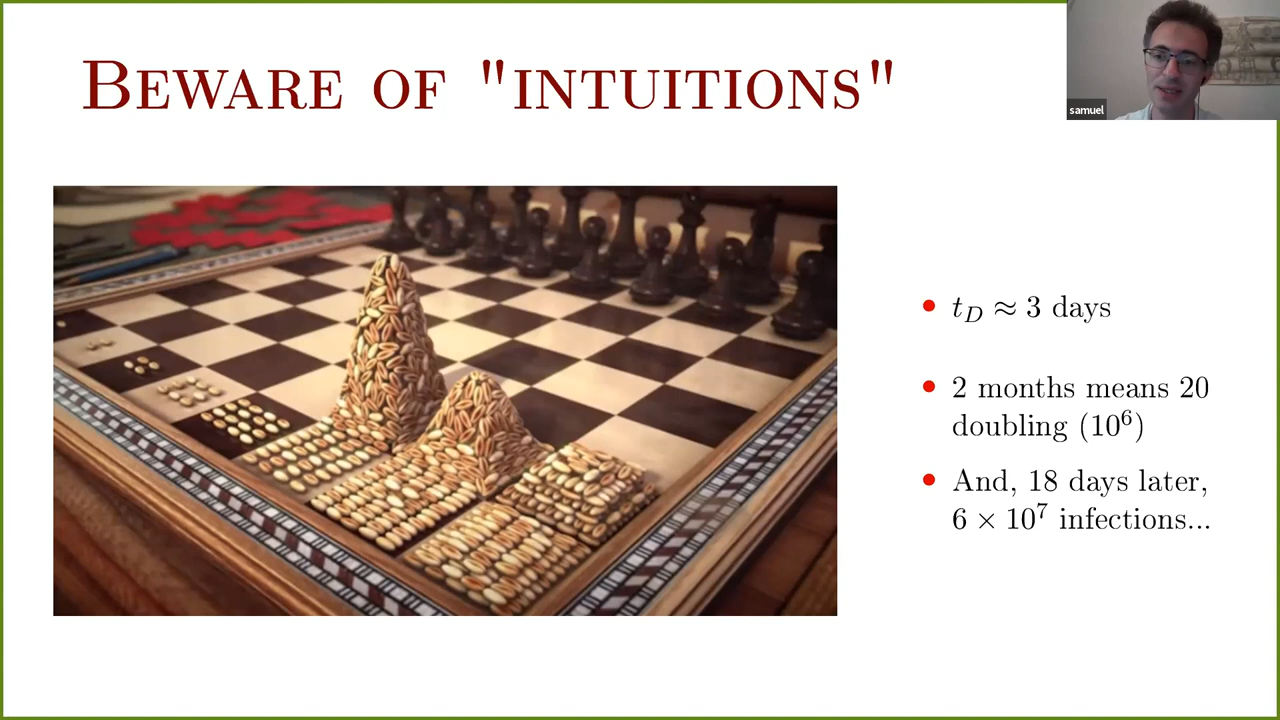 Beware of "intuitions"
samuel
• t_D ≈ 3 days
• 2 months means 20
doubling (10^6)
• And, 18 days later,
6 × 10^7 infections...